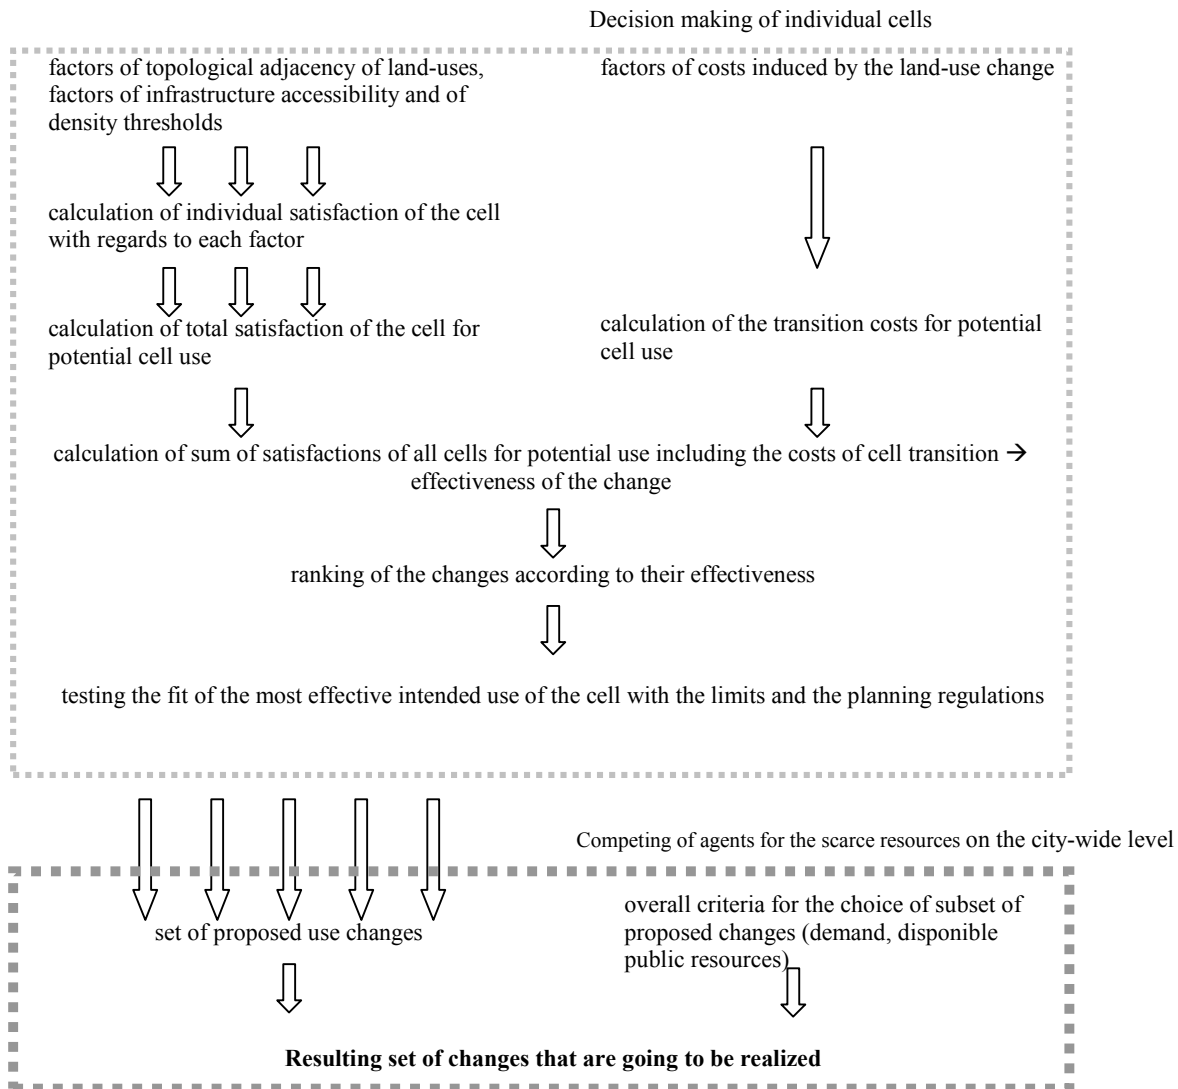 Decision making of individual cells
factors of topological adjacency of land-uses,
factors of infrastructure accessibility and of
density thresholds
factors of costs induced by the land-use change
calculation of individual satisfaction of the cell
with regards to each factor
calculation of total satisfaction of the cell for
potential cell use
calculation of the transition costs for potential
cell use
calculation of sum of satisfactions of all cells for potential use including the costs of cell transition →
effectiveness of the change
ranking of the changes according to their effectiveness
testing the fit of the most effective intended use of the cell with the limits and the planning regulations
Competing of agents for the scarce resources on the city-wide level
set of proposed use changes
overall criteria for the choice of subset of
proposed changes (demand, disponible
public resources)
Resulting set of changes that are going to be realized